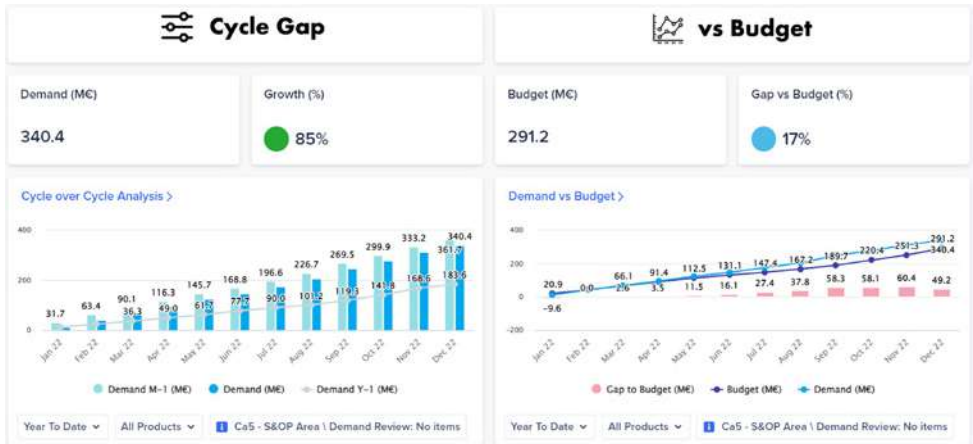 Cycle Gap
vs Budget
Demand (M€)
340.4
Growth (%)
85%
Budget (M€)
291.2
Gap vs Budget (%)
17%
Cycle over Cycle Analysis >
400
200
0
31.7
63.4
90.1
116.3
145.7
168.8
196.6
226.7
269.5
299.9
333.2
340.4
361.7
36.3
49.0
61.7
77.7
90.0
101.2
119.3
141.8
168.6
183.6
Jan 22
Feb 22
Mar 22
Apr 22
May 22
Jun 22
Jul 22
Aug 22
Sep 22
Oct 22
Nov 22
Dec 22
Demand M-1 (M€)
Demand (M€)
Demand Y-1 (M€)
Year To Date
All Products
Ca5 - S&OP Area \ Demand Review: No items
Demand vs Budget >
400
200
0
-200
20.9
66.1
91.4
112.5
131.1
147.4
167.2
189.7
220.4
251.3
291.2
340.4
-9.6
0.0
2.6
3.5
11.5
16.1
27.4
37.8
58.3
58.1
60.4
49.2
Jan 22
Feb 22
Mar 22
Apr 22
May 22
Jun 22
Jul 22
Aug 22
Sep 22
Oct 22
Nov 22
Dec 22
Gap to Budget (M€)
Budget (M€)
Demand (M€)
Year To Date
All Products
Ca5 - S&OP Area \ Demand Review: No items